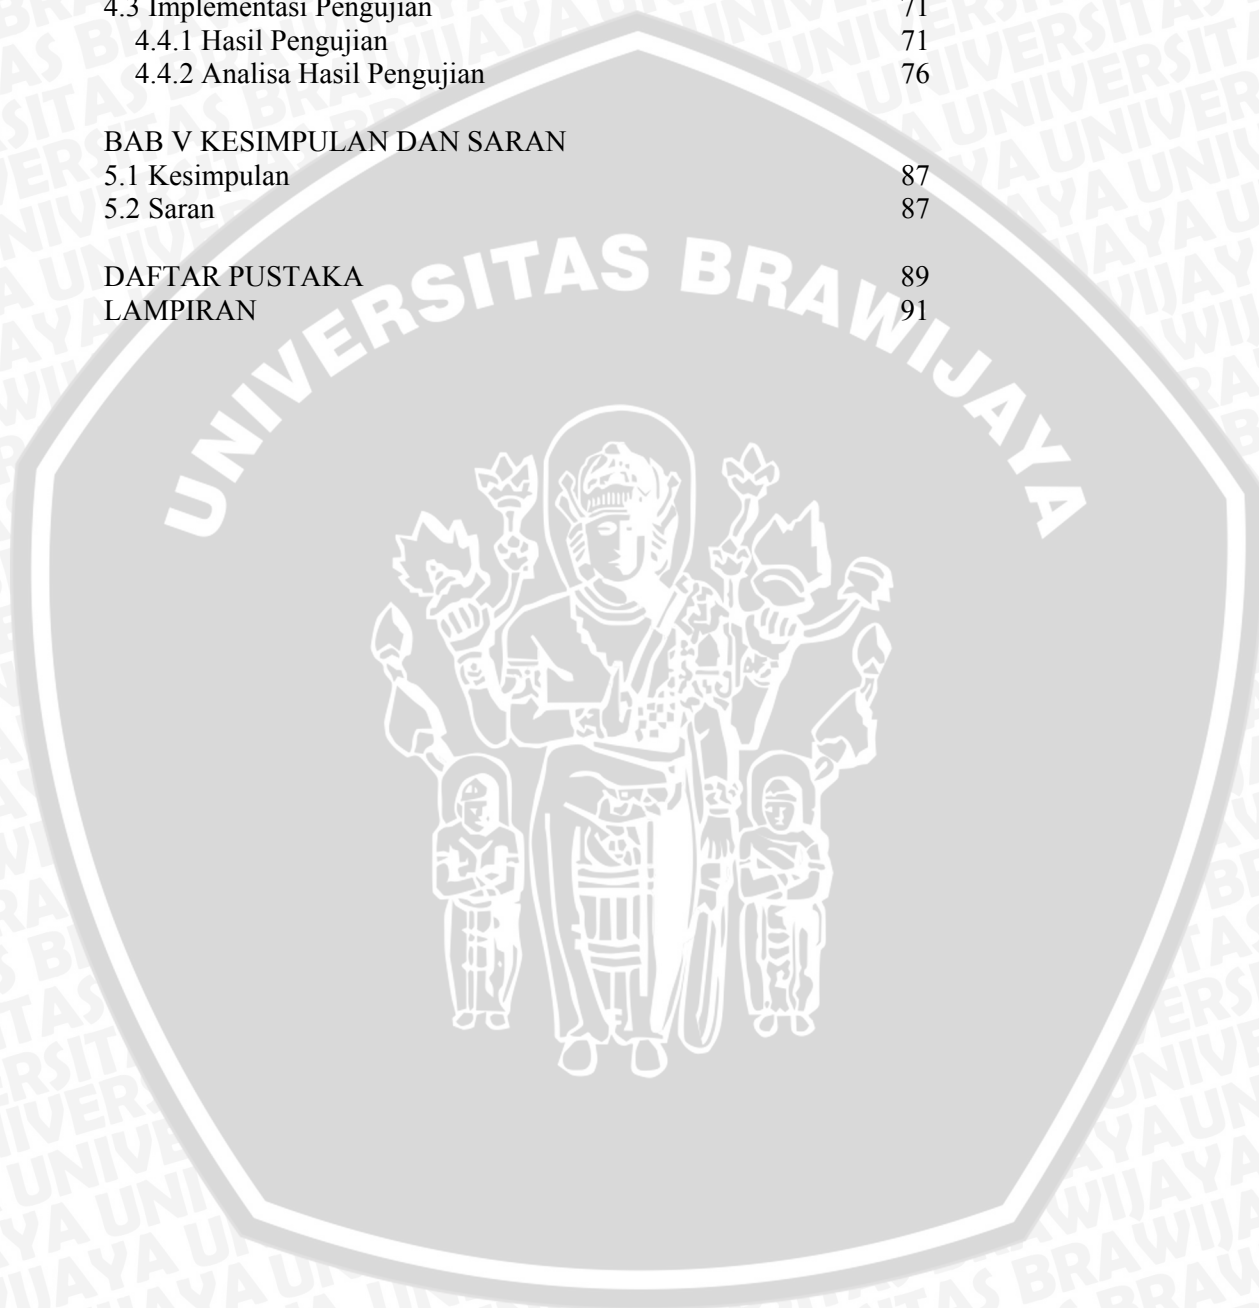 4.3 Implementasi Pengujian 71
4.4.1 Hasil Pengujian 71
4.4.2 Analisa Hasil Pengujian 76
BAB V KESIMPULAN DAN SARAN
5.1 Kesimpulan 87
5.2 Saran 87
DAFTAR PUSTAKA 89
LAMPIRAN 91
UNIVERSITAS BRAWIJAYA